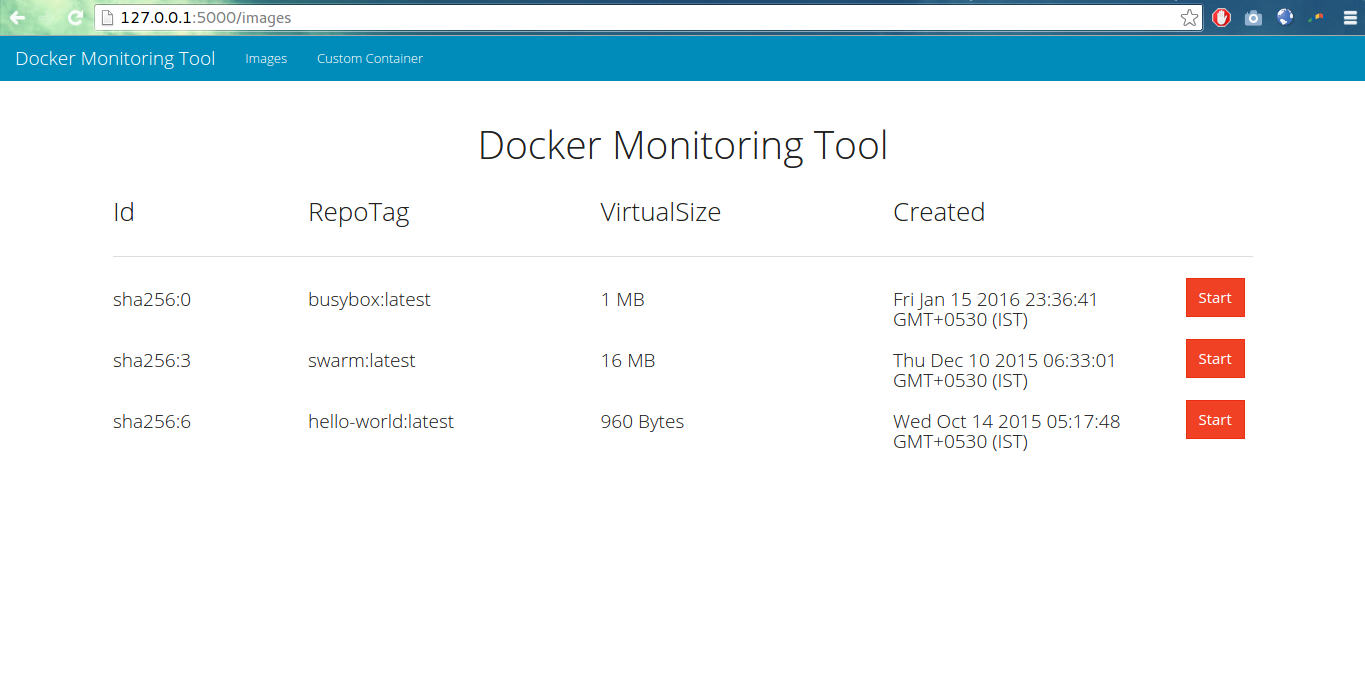 127.0.0.1:5000/images
Docker Monitoring Tool Images Custom Container
Docker Monitoring Tool
Id RepoTag VirtualSize Created
sha256:0 busybox:latest 1 MB Fri Jan 15 2016 23:36:41 Start
GMT+0530 (IST)
sha256:3 swarm:latest 16 MB Thu Dec 10 2015 06:33:01 Start
GMT+0530 (IST)
sha256:6 hello-world:latest 960 Bytes Wed Oct 14 2015 05:17:48 Start
GMT+0530 (IST)